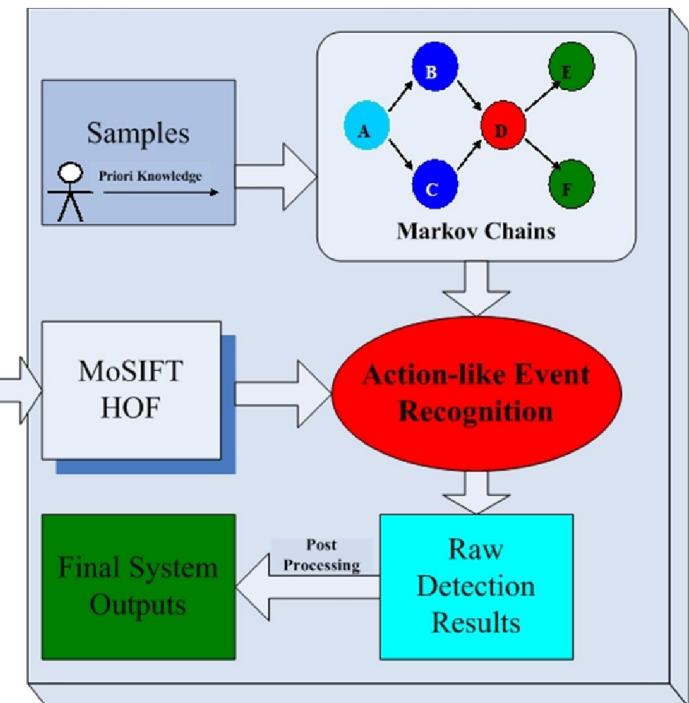 Samples
Priori Knowledge
A
B
C
D
E
F
Markov Chains
MoSIFT
HOF
Action-like Event
Recognition
Final System
Outputs
Post
Processing
Raw
Detection
Results